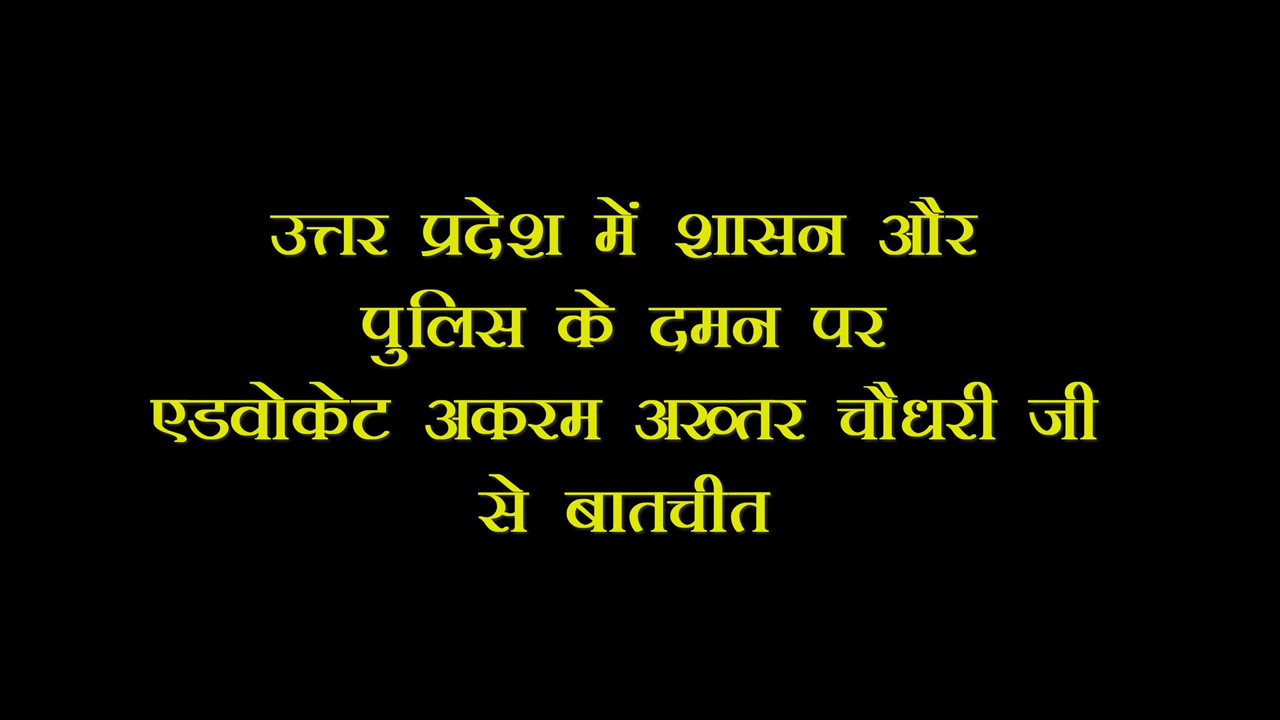 उत्तर प्रदेश में शासन और
पुलिस के दमन पर
एडवोकेट अकरम अख्तर चौधरी जी
से बातचीत